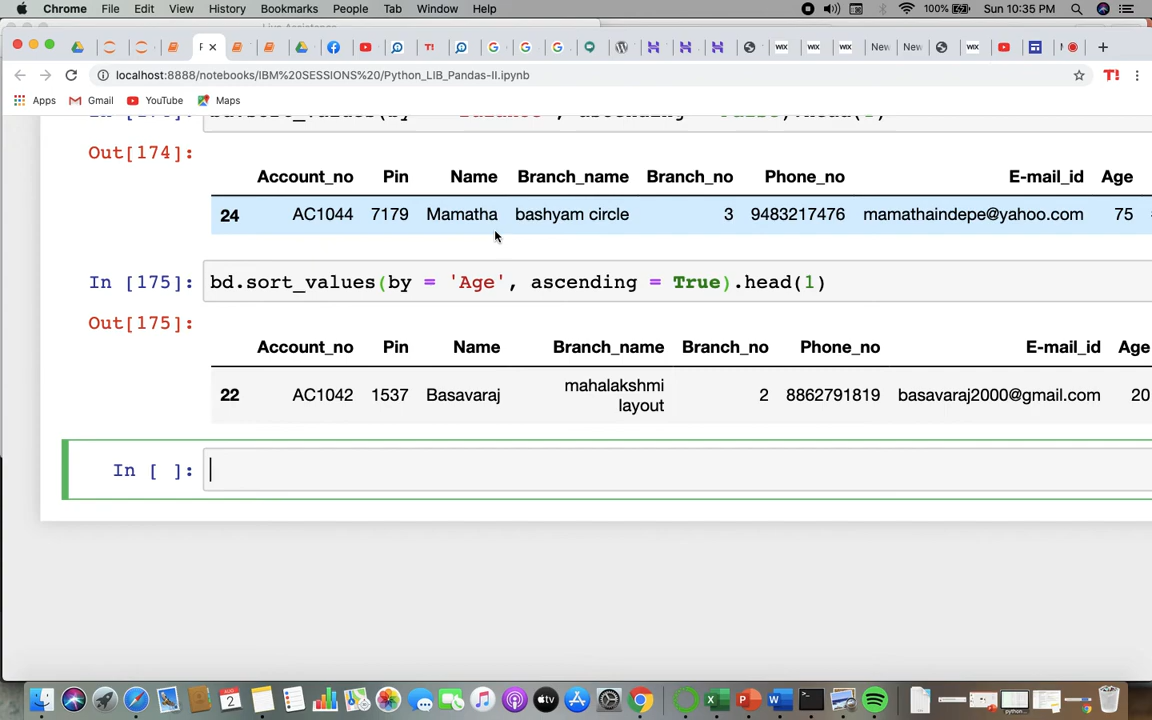 Chrome File Edit View History Bookmarks People Tab Window Help 100% Sun 10:35 PM
localhost:8888/notebooks/IBM%20SESSIONS%20/Python_LIB_Pandas-II.ipynb
Apps Gmail YouTube Maps
Out[174]:
Account_no Pin Name Branch_name Branch_no Phone_no E-mail_id Age
24 AC1044 7179 Mamatha bashyam circle 3 9483217476 mamathaindepe@yahoo.com 75
In [175]: bd.sort_values(by = 'Age', ascending = True).head(1)
Out[175]:
Account_no Pin Name Branch_name Branch_no Phone_no E-mail_id Age
22 AC1042 1537 Basavaraj mahalakshmi layout 2 8862791819 basavaraj2000@gmail.com 20
In [ ]: